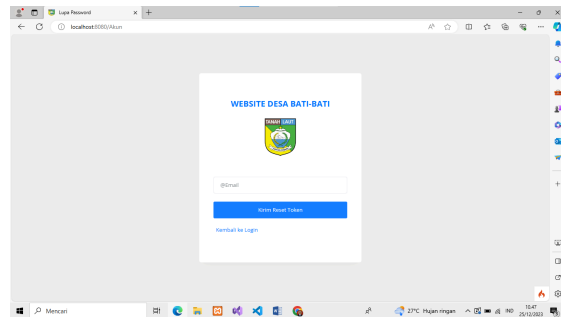 Lupa Password
localhost:8080/Akun
WEBSITE DESA BATI-BATI
TANAH LAUT
@Email
Kirim Reset Token
Kembali ke Login
Mencari
27°C Hujan ringan
IND
10.47
25/12/2023